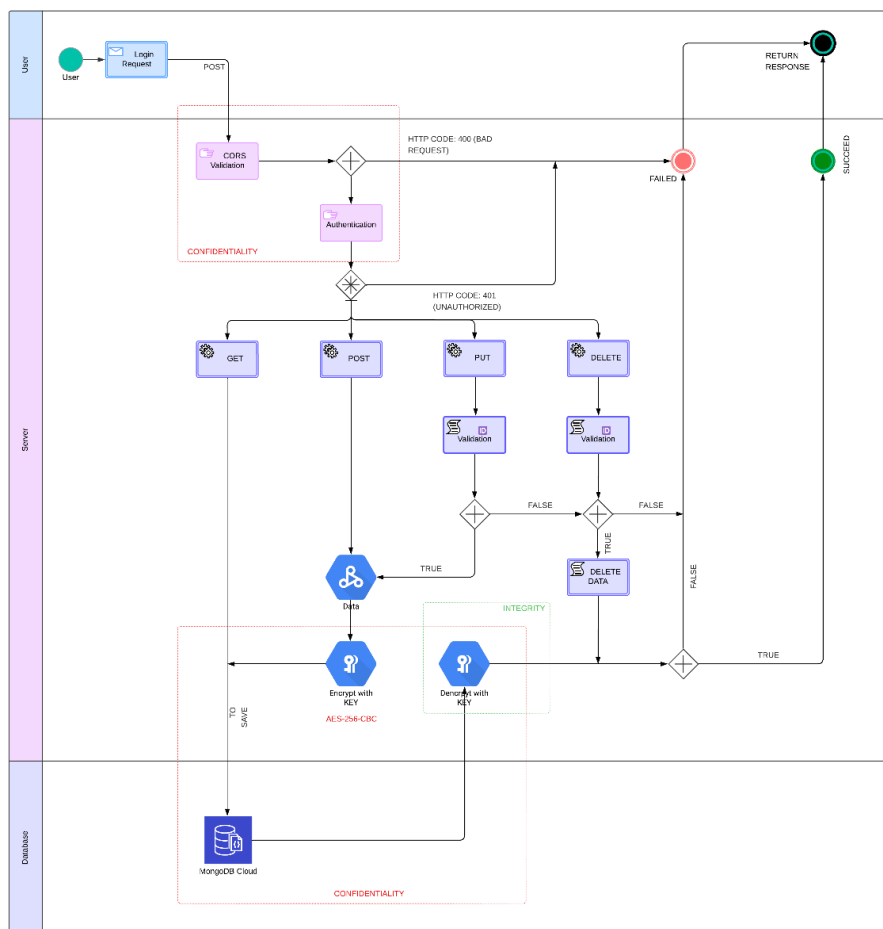 User
User
Login
Request
POST
RETURN
RESPONSE
Server
CORS
Validation
HTTP CODE: 400 (BAD
REQUEST)
FAILED
SUCCEED
Authentication
CONFIDENTIALITY
HTTP CODE: 401
(UNAUTHORIZED)
GET
POST
PUT
DELETE
ID
Validation
ID
Validation
FALSE
FALSE
TRUE
TRUE
DELETE
DATA
FALSE
Data
INTEGRITY
Encrypt with
KEY
Dencrypt with
KEY
TRUE
AES-256-CBC
TO
SAVE
Database
MongoDB Cloud
CONFIDENTIALITY